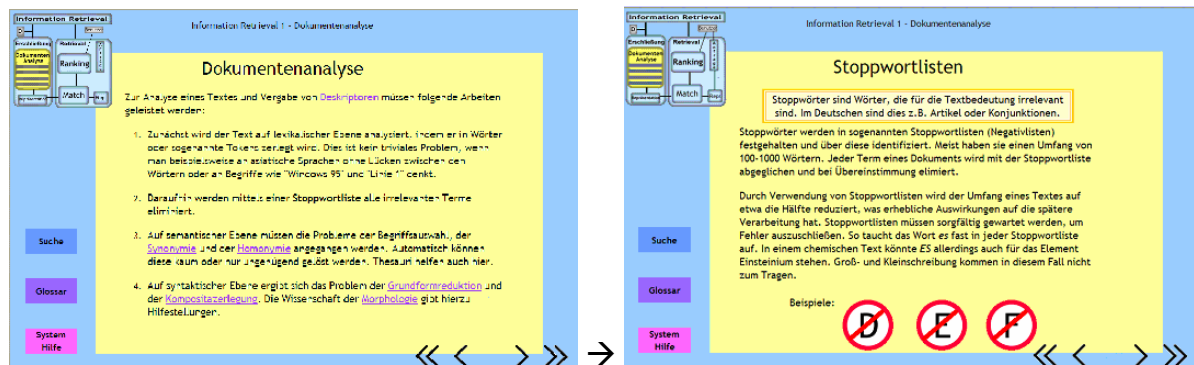 Information Retrieval
D
Erschließung
Retrieval
Dokumenten
Analyse
Ranking
Match
Information Retrieval 1 - Dokumentenanalyse
Dokumentenanalyse
Zur Analyse eines Textes und Vergabe von Deskriptoren müssen folgende Arbeiten
geleistet werden:
1. Zunächst wird der Text auf lexikalischer Ebene analysiert, indem er in Wörter
oder sogenannte Tokens zerlegt wird. Dies ist kein triviales Problem, wenn
man beispielsweise an asiatische Sprachen ohne Lücken zwischen den
Wörtern oder an Begriffe wie "Windows 95" und "Linie 1" denkt.
2. Daraufhin werden mittels einer Stoppwortliste alle irrelevanten Terme
eliminiert.
3. Auf semantischer Ebene müssen die Probleme der Begriffsauswahl, der
Synonymie und der Homonymie angegangen werden. Automatisch können
diese kaum oder nur ungenügend gelöst werden. Thesauri helfen auch hier.
4. Auf syntaktischer Ebene ergibt sich das Problem der Grundformreduktion und
der Kompositazerlegung. Die Wissenschaft der Morphologie gibt hierzu
Hilfestellungen.
Suche
Glossar
System
Hilfe
Information Retrieval
D
Erschließung
Retrieval
Dokumenten
Analyse
Ranking
Match
Information Retrieval 1 - Dokumentenanalyse
Stoppwortlisten
Stoppwörter sind Wörter, die für die Textbedeutung irrelevant
sind. Im Deutschen sind dies z.B. Artikel oder Konjunktionen.
Stoppwörter werden in sogenannten Stoppwortlisten (Negativlisten)
festgehalten und über diese identifiziert. Meist haben sie einen Umfang von
100-1000 Wörtern. Jeder Term eines Dokuments wird mit der Stoppwortliste
abgeglichen und bei Übereinstimmung elimiert.
Durch Verwendung von Stoppwortlisten wird der Umfang eines Textes auf
etwa die Hälfte reduziert, was erhebliche Auswirkungen auf die spätere
Verarbeitung hat. Stoppwortlisten müssen sorgfältig gewartet werden, um
Fehler auszuschließen. So taucht das Wort es fast in jeder Stoppwortliste
auf. In einem chemischen Text könnte ES allerdings auch für das Element
Einsteinium stehen. Groß- und Kleinschreibung kommen in diesem Fall nicht
zum Tragen.
Beispiele:
D E F
Suche
Glossar
System
Hilfe